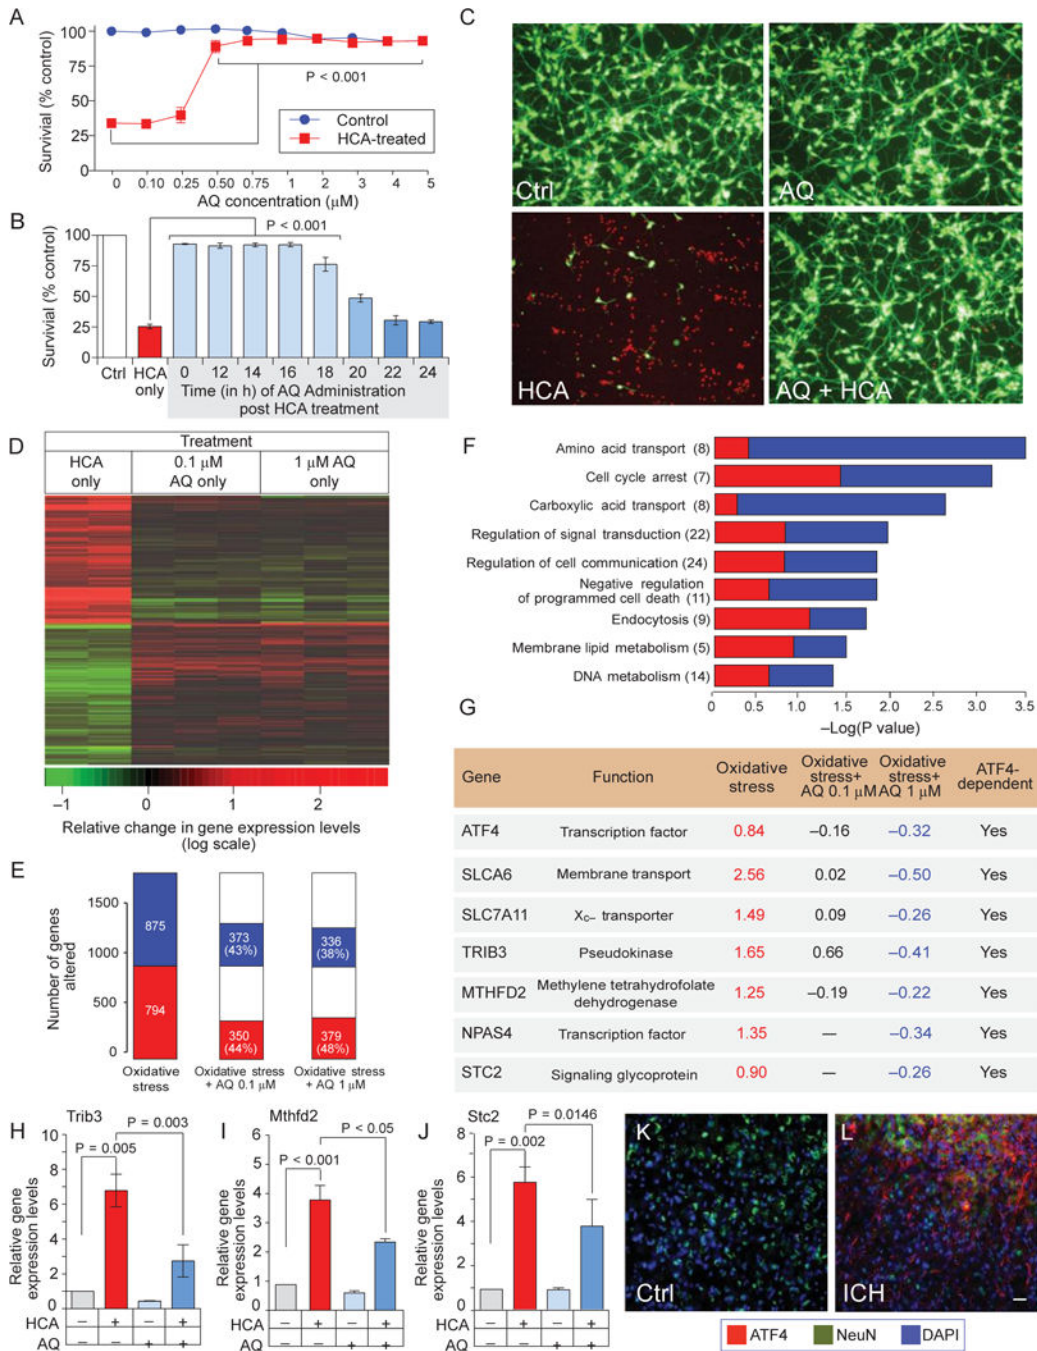 A
Survivial (% control)
100
75
50
25
0
P < 0.001
Control
HCA-treated
0 0.10 0.25 0.50 0.75 1 2 3 4 5
AQ concentration (μM)
B
Survivial (% control)
100
75
50
25
0
P < 0.001
Ctrl
HCA only
0 12 14 16 18 20 22 24
Time (in h) of AQ Administration
post HCA treatment
C
Ctrl
AQ
HCA
AQ + HCA
D
Treatment
HCA only
0.1 μM AQ only
1 μM AQ only
−1 0 1 2
Relative change in gene expression levels
(log scale)
E
Number of genes
altered
1500
1000
500
0
875
794
373
(43%)
350
(44%)
336
(38%)
379
(48%)
Oxidative stress
Oxidative stress + AQ 0.1 μM
Oxidative stress + AQ 1 μM
F
Amino acid transport (8)
Cell cycle arrest (7)
Carboxylic acid transport (8)
Regulation of signal transduction (22)
Regulation of cell communication (24)
Negative regulation
of programmed cell death (11)
Endocytosis (9)
Membrane lipid metabolism (5)
DNA metabolism (14)
0 0.5 1.0 1.5 2.0 2.5 3.0 3.5
–Log(P value)
G
Gene Function Oxidative stress Oxidative stress+ AQ 0.1 μM Oxidative stress+ AQ 1 μM ATF4-dependent
ATF4 Transcription factor 0.84 –0.16 –0.32 Yes
SLCA6 Membrane transport 2.56 0.02 –0.50 Yes
SLC7A11 Xc– transporter 1.49 0.09 –0.26 Yes
TRIB3 Pseudokinase 1.65 0.66 –0.41 Yes
MTHFD2 Methylene tetrahydrofolate dehydrogenase 1.25 –0.19 –0.22 Yes
NPAS4 Transcription factor 1.35 — –0.34 Yes
STC2 Signaling glycoprotein 0.90 — –0.26 Yes
H
Trib3
P = 0.003
P = 0.005
Relative gene
expression levels
10
8
6
4
2
0
HCA – + – +
AQ – – + +
I
Mthfd2
P < 0.05
P < 0.001
Relative gene
expression levels
6
5
4
3
2
1
0
– + – +
– – + +
J
Stc2
P = 0.0146
P = 0.002
Relative gene
expression levels
8
6
4
2
0
HCA – + – +
AQ – – + +
K
Ctrl
L
ICH
ATF4 NeuN DAPI